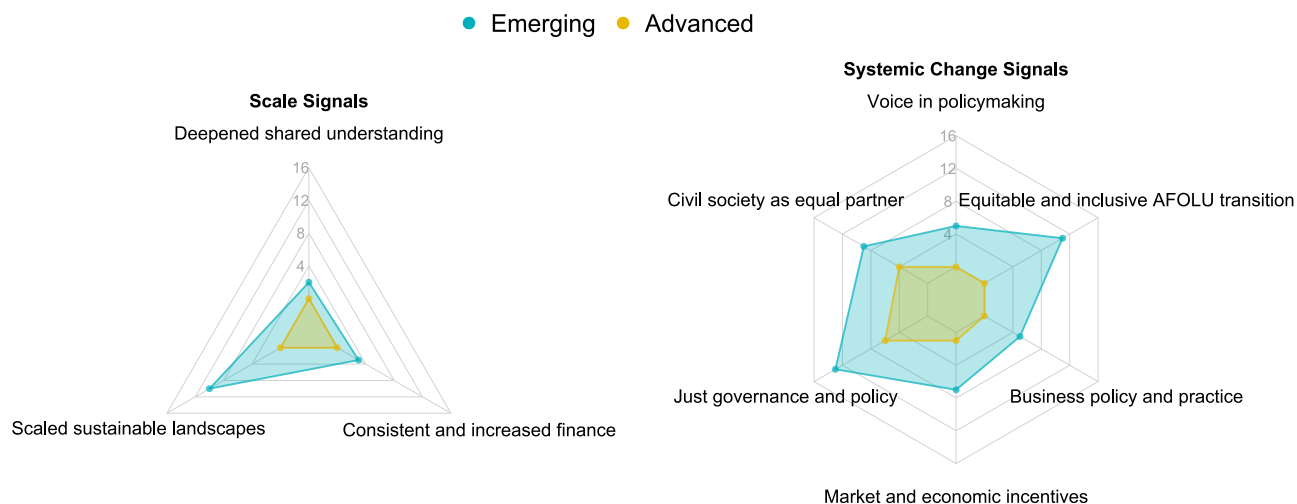 Emerging Advanced
Scale Signals
Deepened shared understanding
16
12
8
4
Scaled sustainable landscapes
Consistent and increased finance
Systemic Change Signals
Voice in policymaking
16
12
8
4
Civil society as equal partner
Equitable and inclusive AFOLU transition
Just governance and policy
Business policy and practice
Market and economic incentives